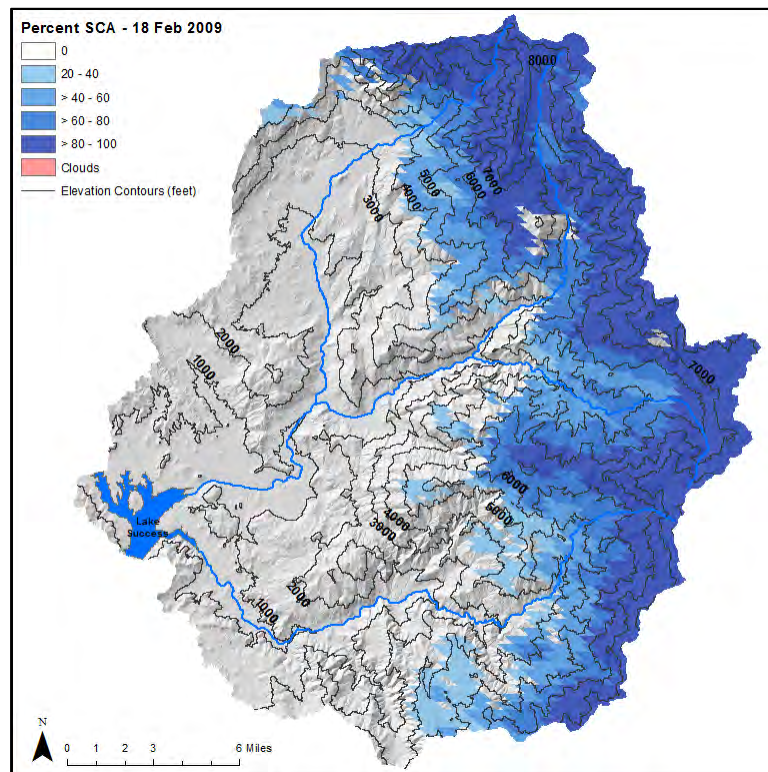 Percent SCA - 18 Feb 2009
0
20 - 40
> 40 - 60
> 60 - 80
> 80 - 100
Clouds
Elevation Contours (feet)
8000
7000
6000
5000
4000
3000
2000
1000
7000
6000
5000
4000
3000
2000
1000
Lake
Success
N
0 1 2 3 6 Miles